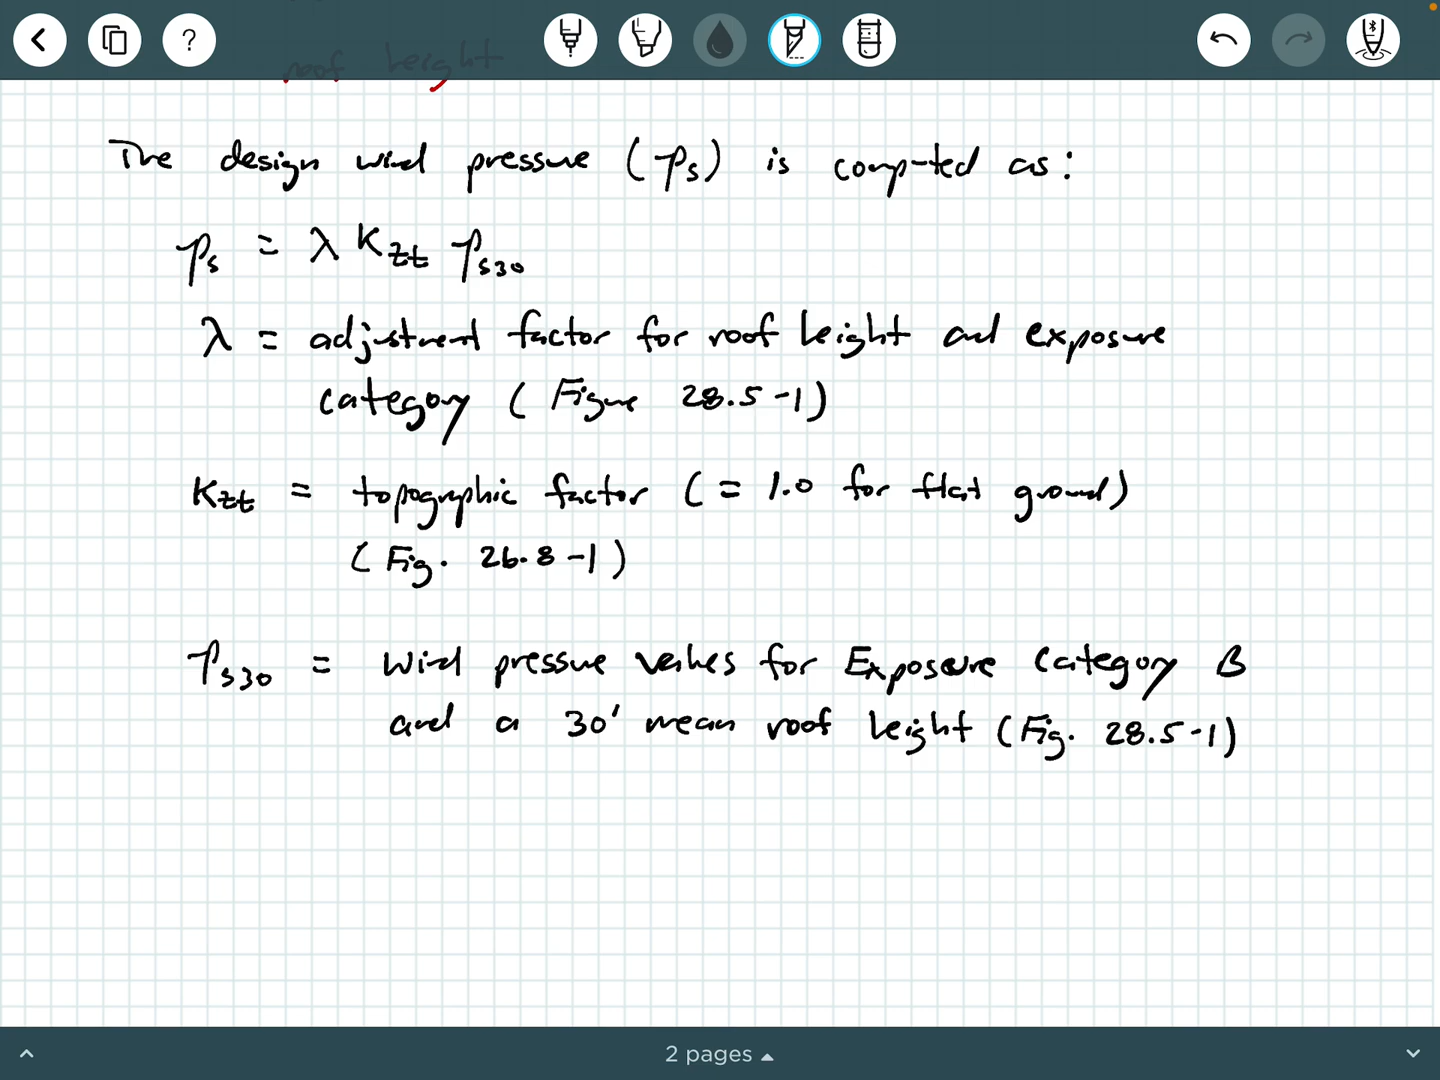 ?
roof height
The design wind pressure (ps) is computed as:
ps = λ Kzt ps30
λ = adjustment factor for roof height and exposure
category (Figure 28.5-1)
Kzt = topographic factor (= 1.0 for flat ground)
(Fig. 26.8-1)
ps30 = wind pressure values for Exposure Category B
and a 30' mean roof height (Fig. 28.5-1)
2 pages